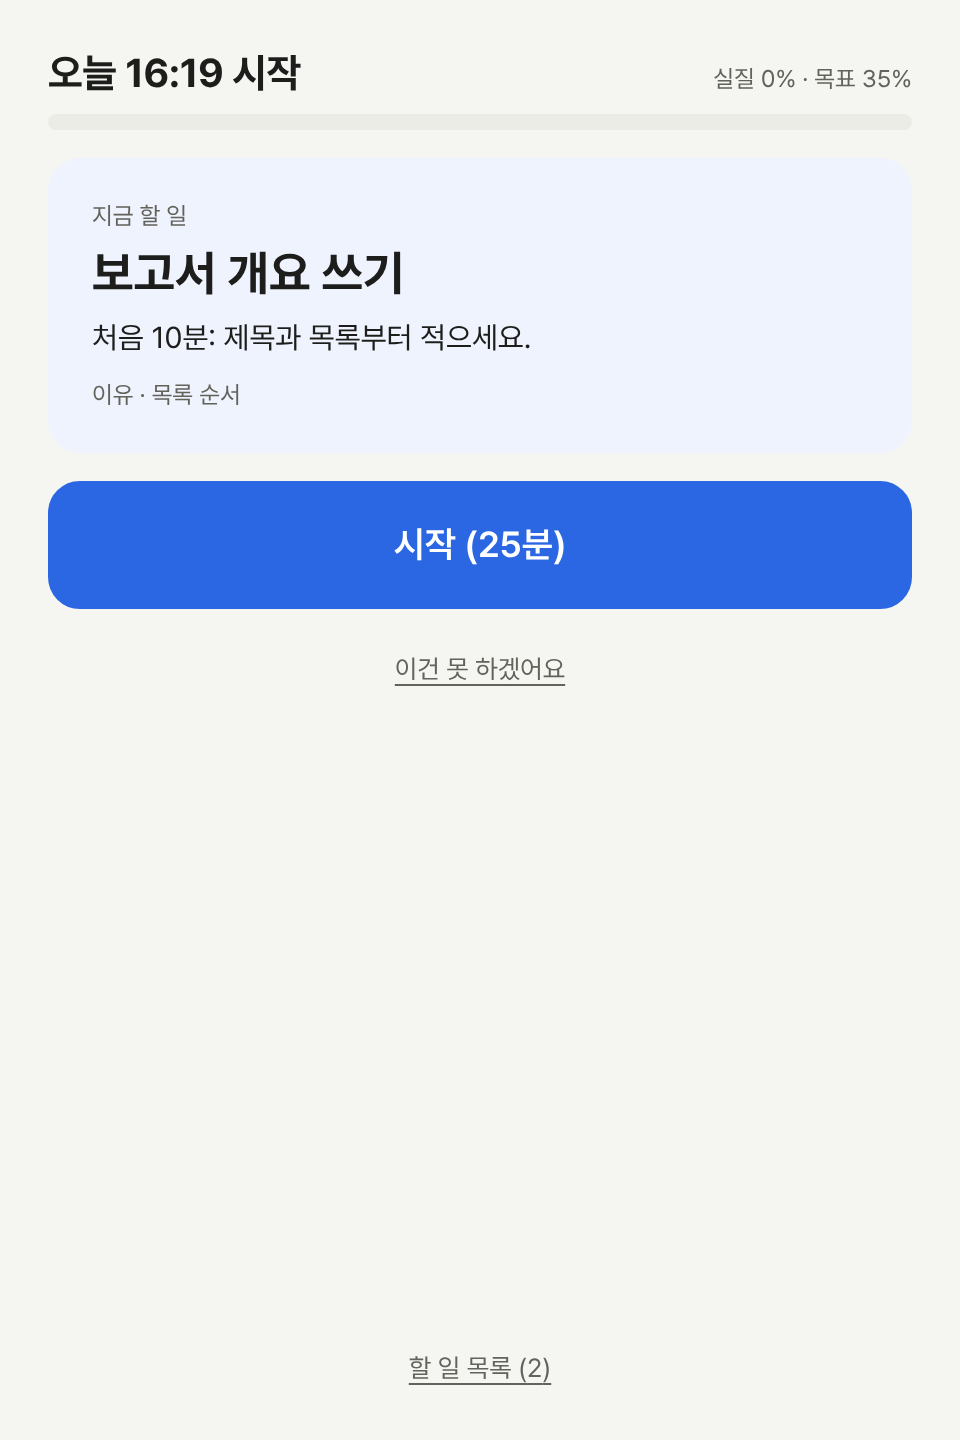 오늘 16:19 시작
실질 0% · 목표 35%
지금 할 일
보고서 개요 쓰기
처음 10분: 제목과 목록부터 적으세요.
이유 · 목록 순서
시작 (25분)
이건 못 하겠어요
할 일 목록 (2)